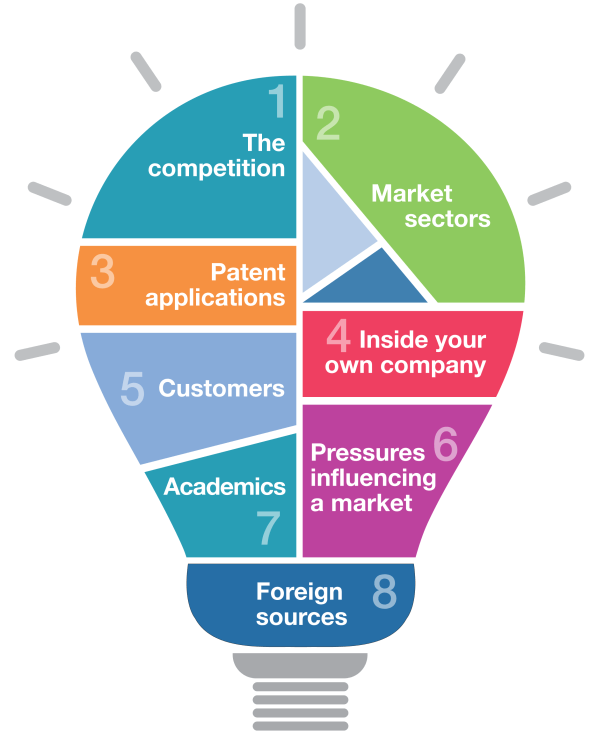 1
The
competition
2
Market
sectors
3
Patent
applications
4 Inside your
own company
5 Customers
6
Pressures
influencing
a market
Academics
7
Foreign
sources
8